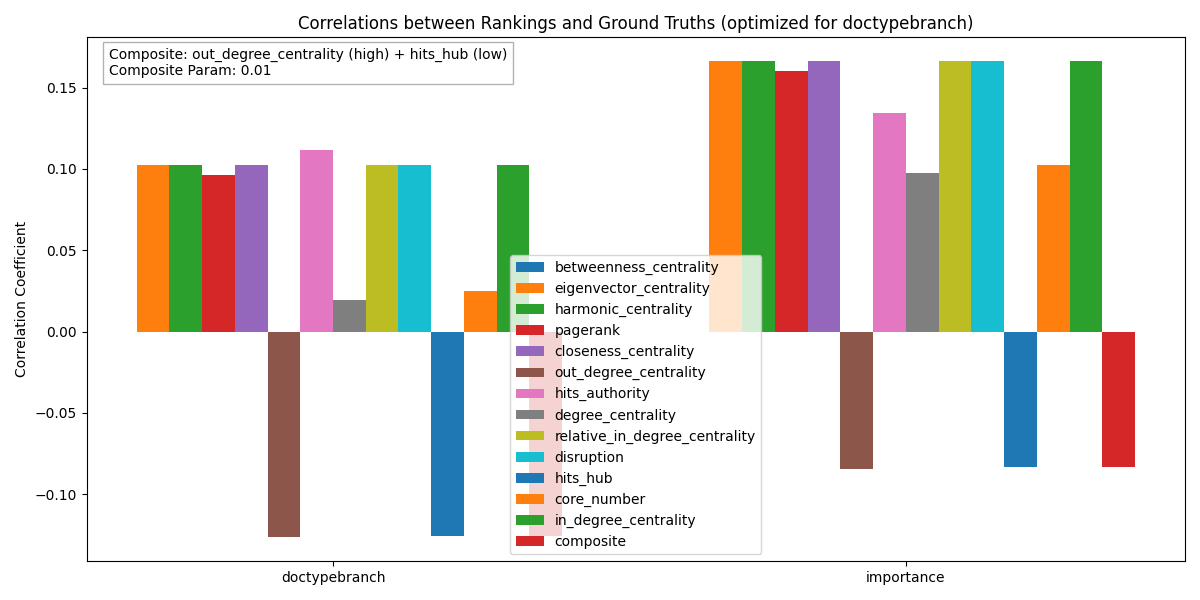 Correlations between Rankings and Ground Truths (optimized for doctypebranch)
Composite: out_degree_centrality (high) + hits_hub (low)
Composite Param: 0.01
Correlation Coefficient
0.15
0.10
0.05
0.00
−0.05
−0.10
betweenness_centrality
eigenvector_centrality
harmonic_centrality
pagerank
closeness_centrality
out_degree_centrality
hits_authority
degree_centrality
relative_in_degree_centrality
disruption
hits_hub
core_number
in_degree_centrality
composite
doctypebranch
importance